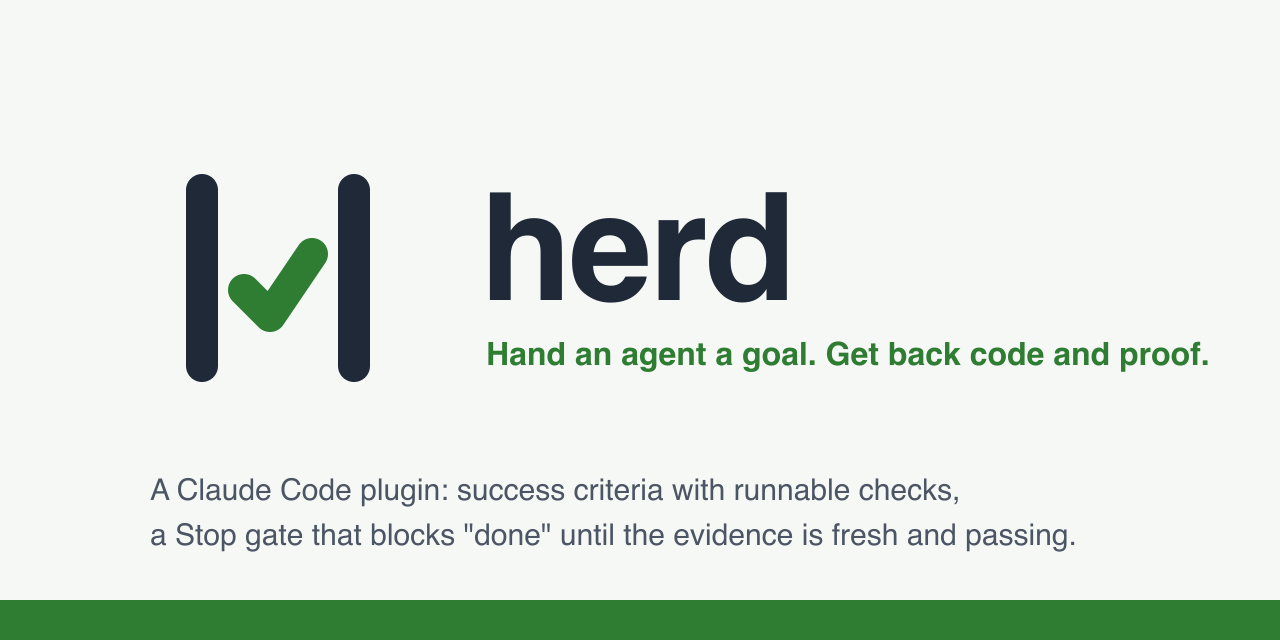 herd
Hand an agent a goal. Get back code and proof.
A Claude Code plugin: success criteria with runnable checks,
a Stop gate that blocks "done" until the evidence is fresh and passing.